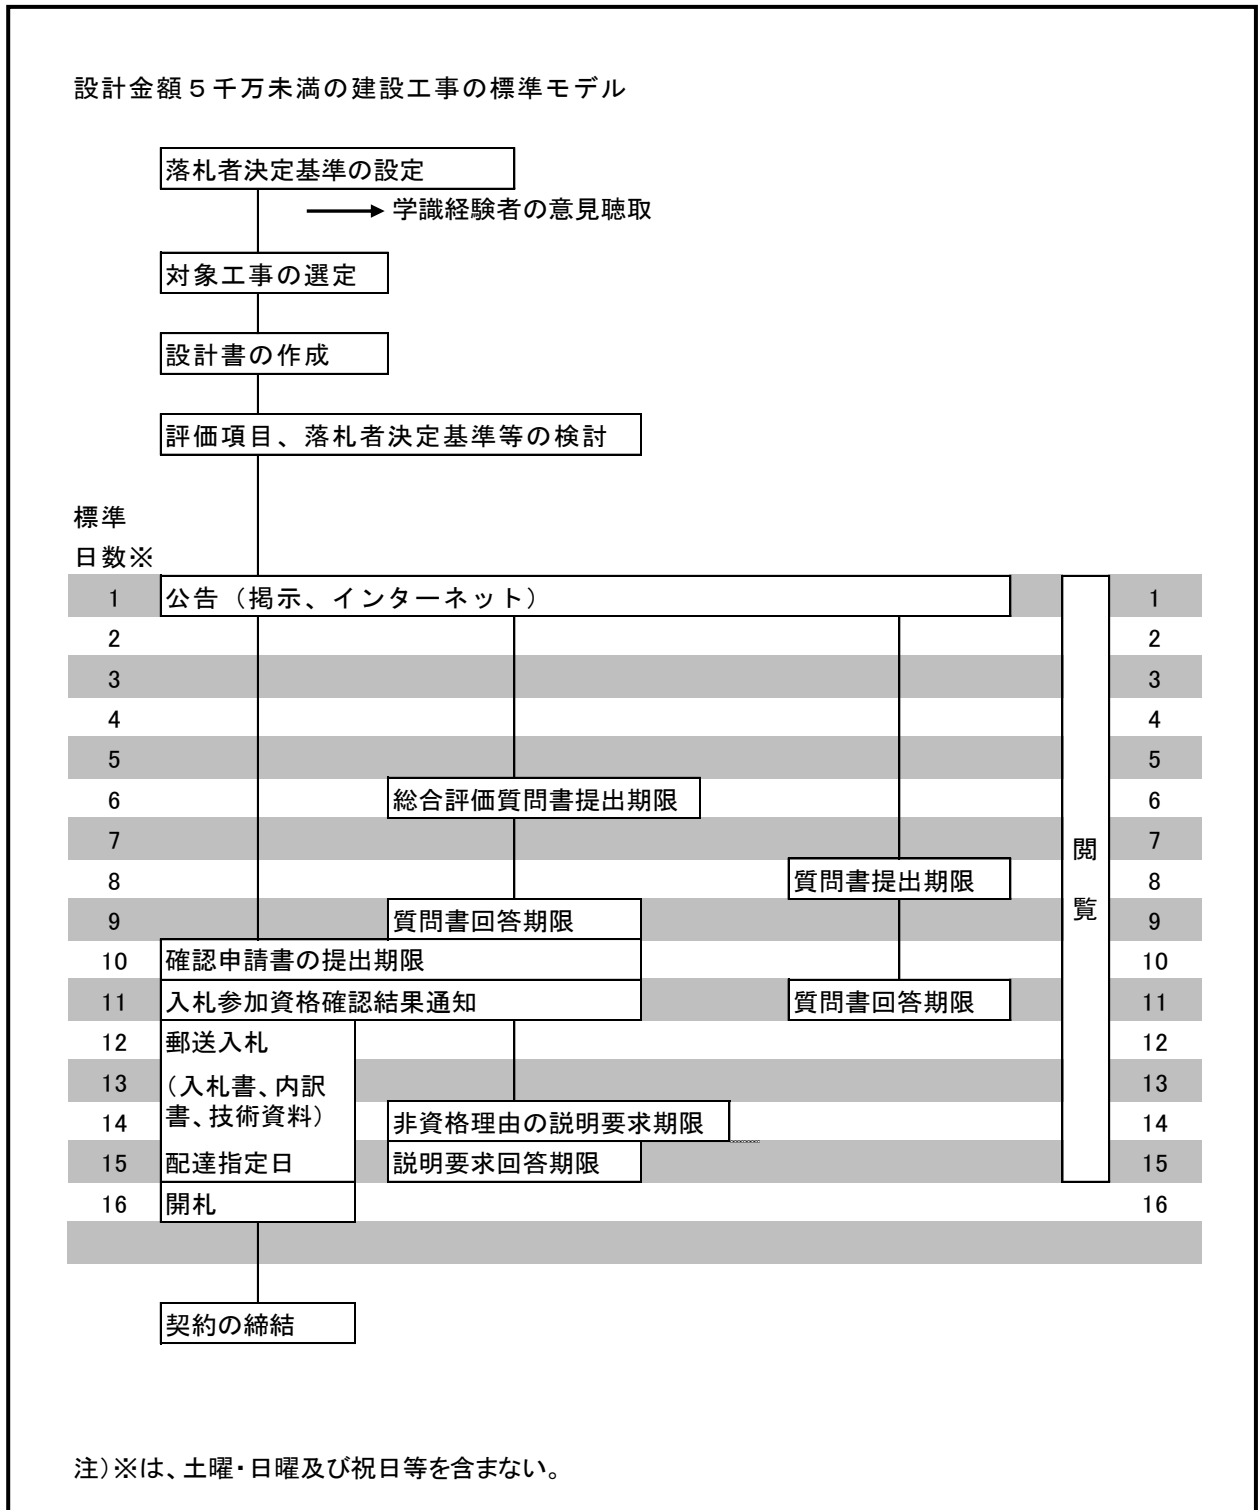 設計金額５千万未満の建設工事の標準モデル
落札者決定基準の設定
学識経験者の意見聴取
対象工事の選定
設計書の作成
評価項目、落札者決定基準等の検討
標準
日数※
1 公告（掲示、インターネット） 1
2 2
3 3
4 4
5 5
6 総合評価質問書提出期限 6
7 7
8 質問書提出期限 8
9 質問書回答期限 9
閲
覧
10 確認申請書の提出期限 10
11 入札参加資格確認結果通知 質問書回答期限 11
12 郵送入札 12
13 （入札書、内訳 13
書、技術資料）
14 非資格理由の説明要求期限 14
15 配達指定日 説明要求回答期限 15
16 開札 16
契約の締結
注）※は、土曜・日曜及び祝日等を含まない。